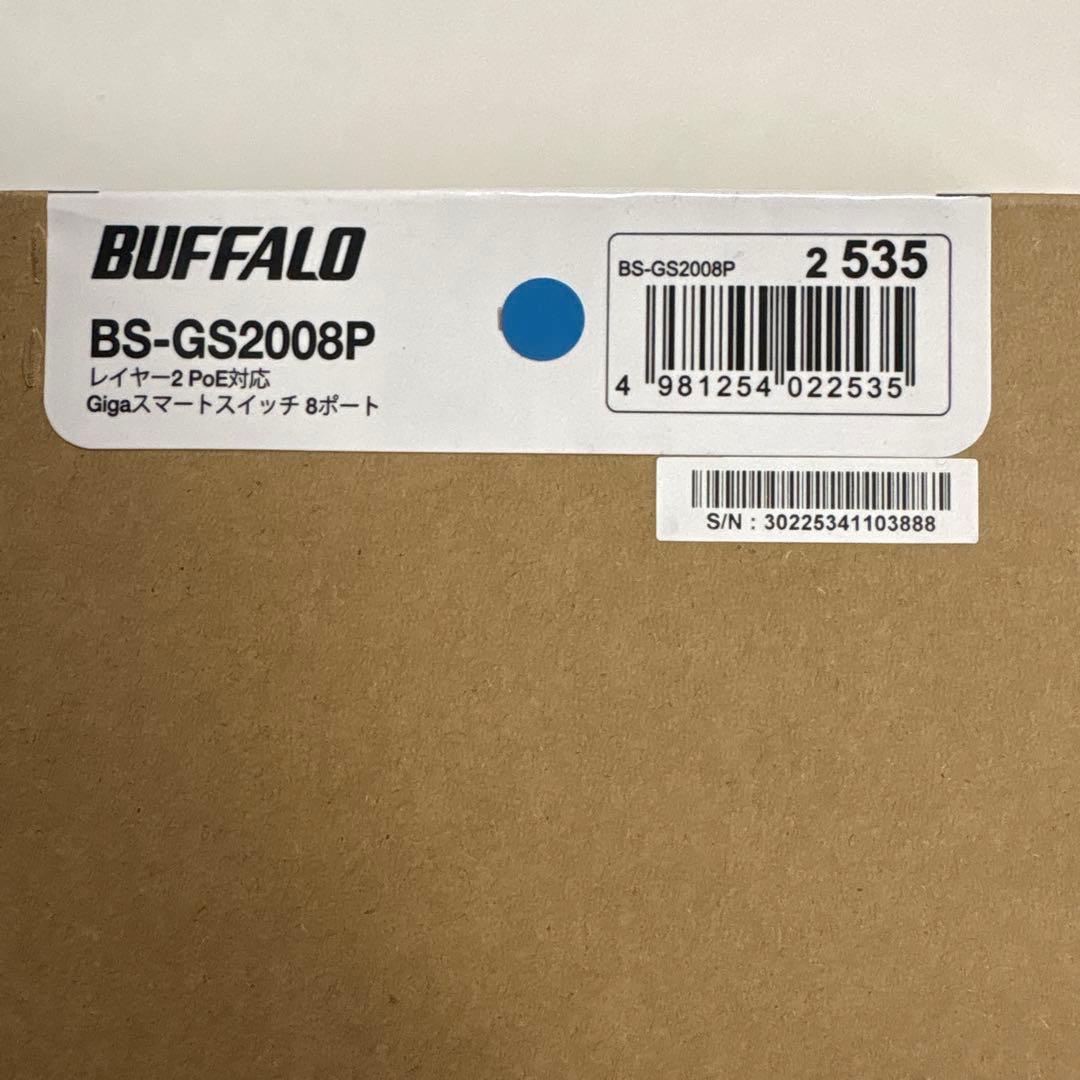 BUFFALO
BS-GS2008P
レイヤー2 PoE対応
Gigaスマートスイッチ 8ポート
BS-GS2008P 2 535
4 981254 022535
S/N : 30225341103888